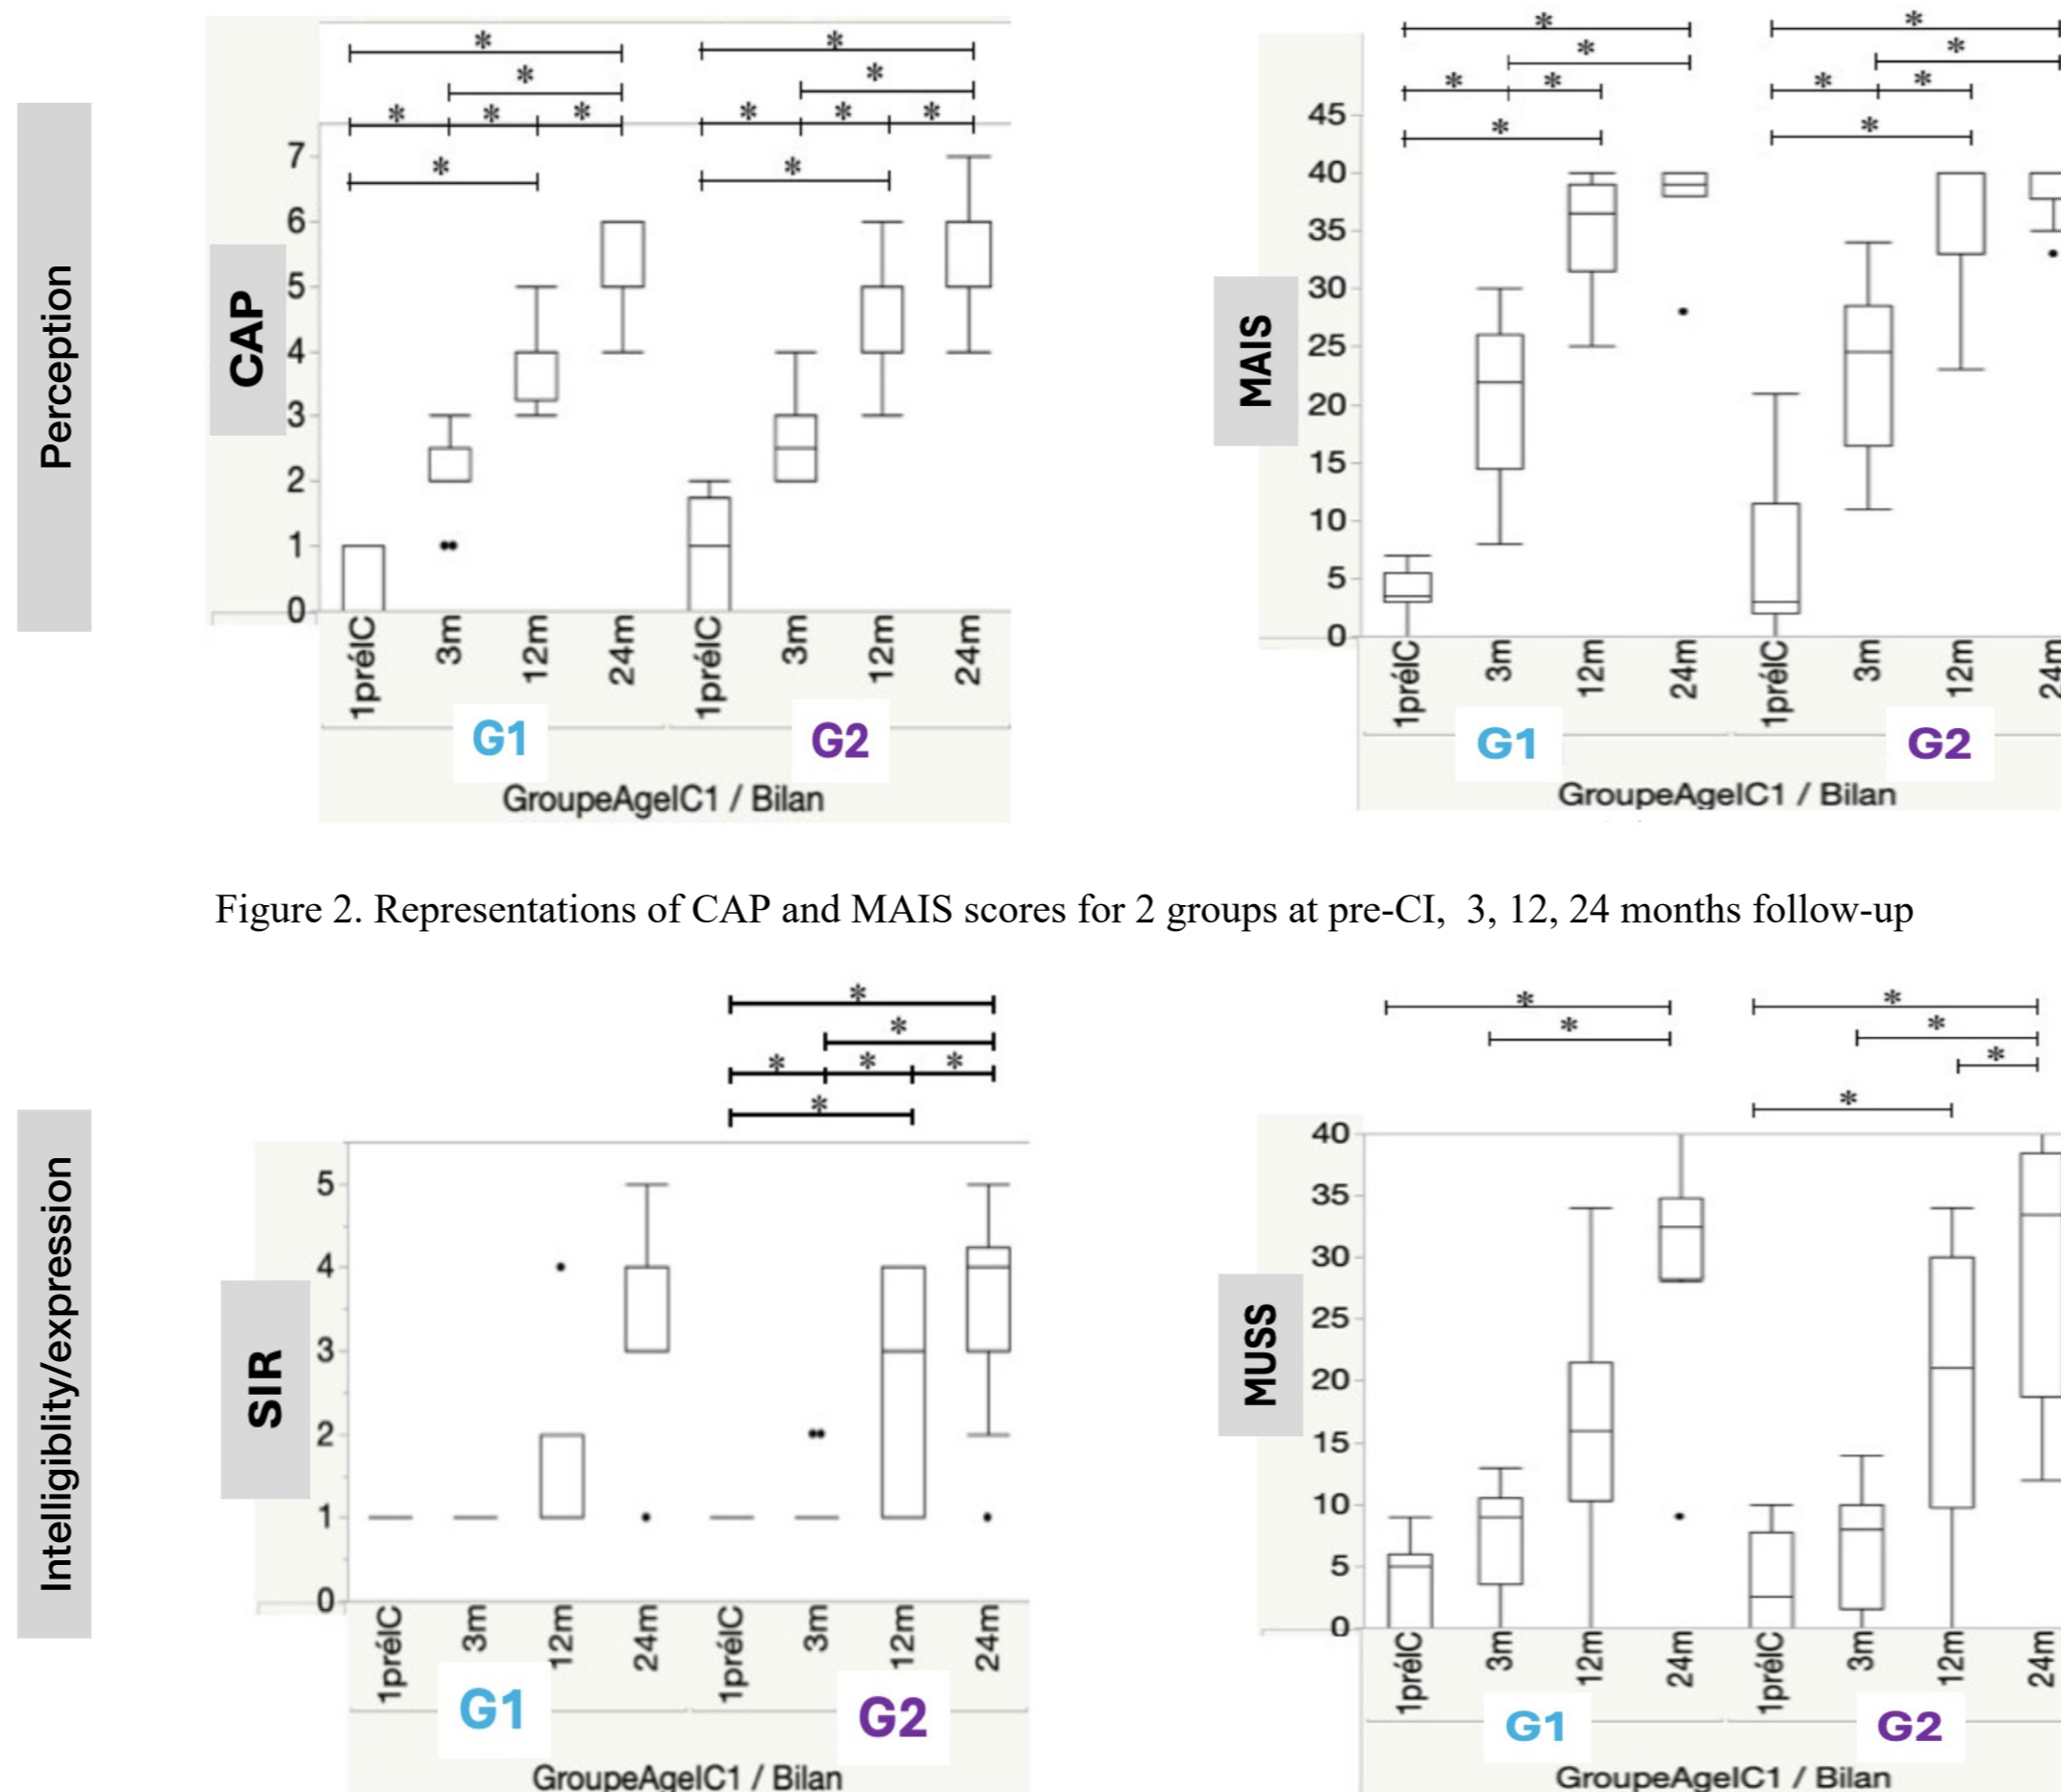 Perception
CAP
* *
* *
* * * * * *
* *
7
6
5
4
3
2
1
0
1préIC 3m 12m 24m 1préIC 3m 12m 24m
G1 G2
GroupeAgeIC1 / Bilan
MAIS
* *
* *
* * * *
* *
45
40
35
30
25
20
15
10
5
0
1préIC 3m 12m 24m 1préIC 3m 12m 24m
G1 G2
GroupeAgeIC1 / Bilan
Figure 2. Representations of CAP and MAIS scores for 2 groups at pre-CI, 3, 12, 24 months follow-up
Intelligiblity/expression
SIR
*
*
* * *
*
5
4
3
2
1
0
1préIC 3m 12m 24m 1préIC 3m 12m 24m
G1 G2
GroupeAgeIC1 / Bilan
MUSS
* *
* *
*
*
40
35
30
25
20
15
10
5
0
1préIC 3m 12m 24m 1préIC 3m 12m 24m
G1 G2
GroupeAgeIC1 / Bilan